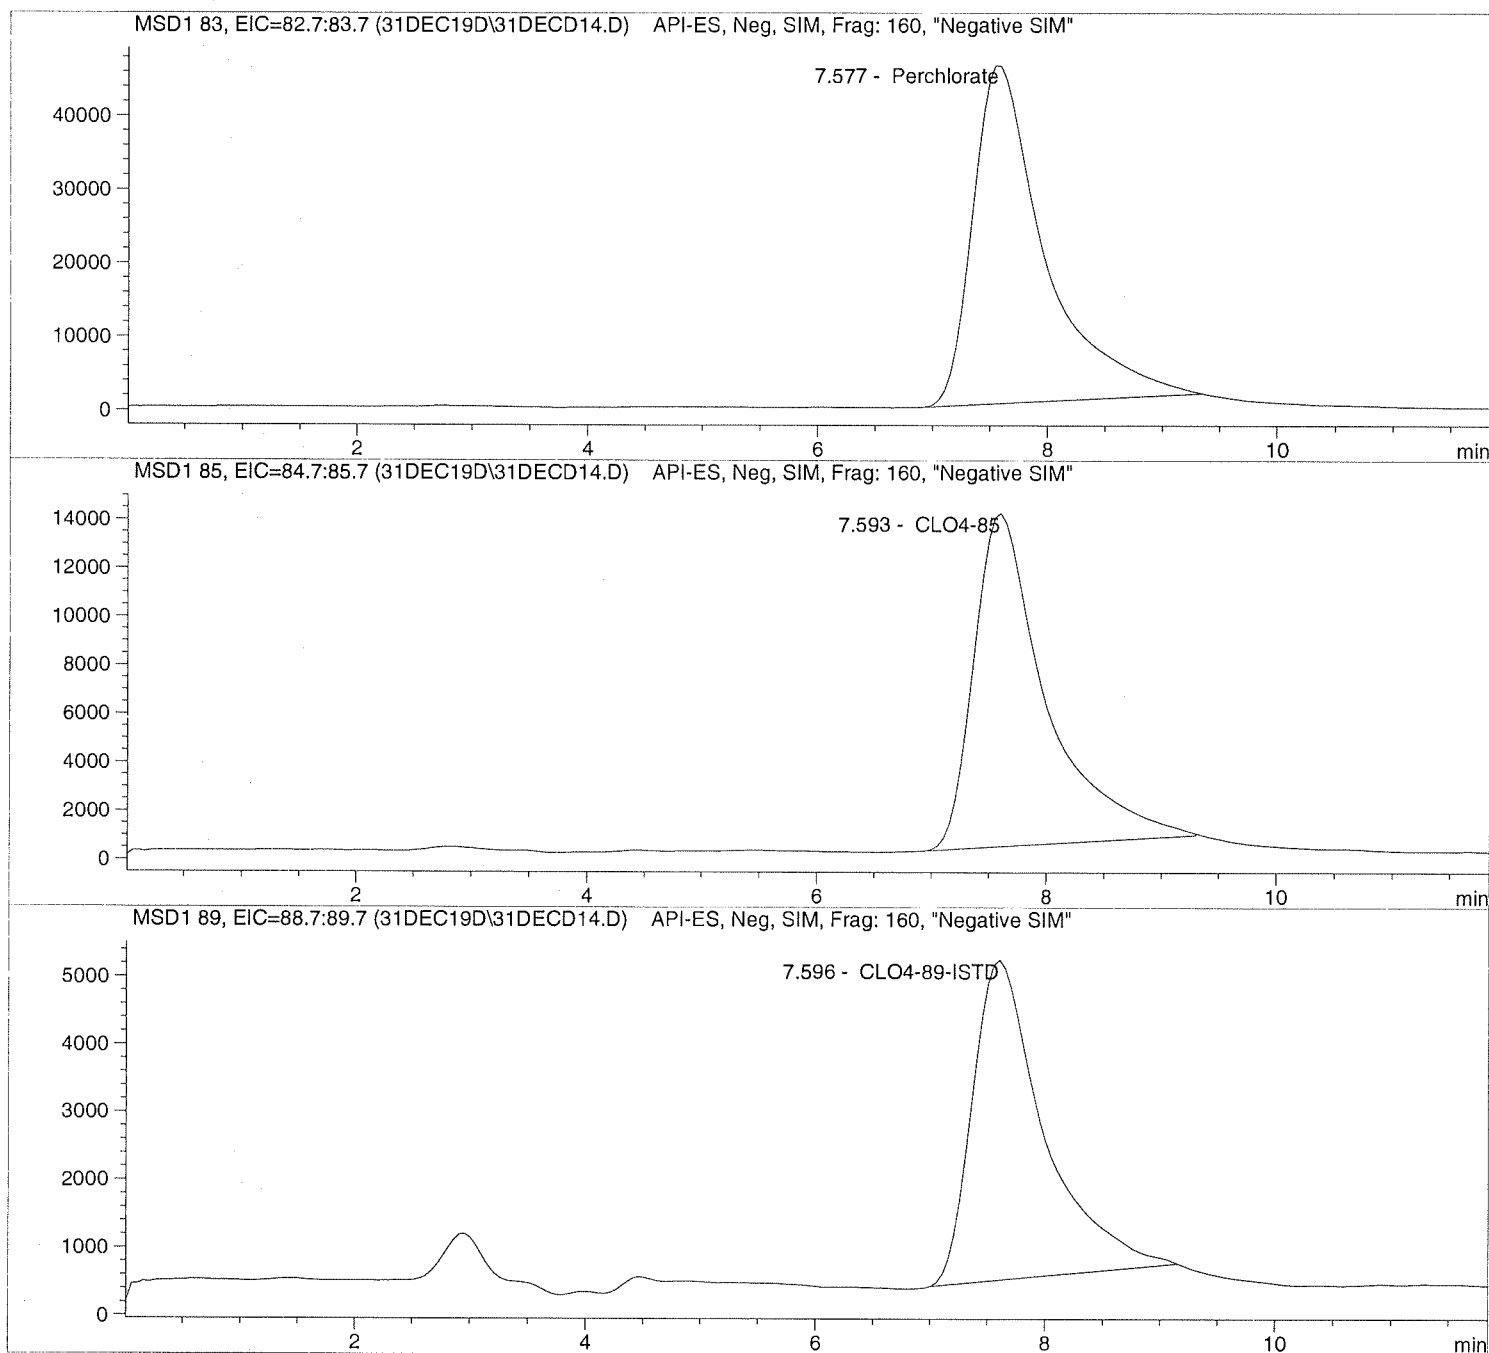 MSD1 83, EIC=82.7:83.7 (31DEC19D\31DECD14.D) API-ES, Neg, SIM, Frag: 160, "Negative SIM"
7.577 - Perchlorate
40000
30000
20000
10000
0
2 4 6 8 10 min
MSD1 85, EIC=84.7:85.7 (31DEC19D\31DECD14.D) API-ES, Neg, SIM, Frag: 160, "Negative SIM"
7.593 - CLO4-85
14000
12000
10000
8000
6000
4000
2000
0
2 4 6 8 10 min
MSD1 89, EIC=88.7:89.7 (31DEC19D\31DECD14.D) API-ES, Neg, SIM, Frag: 160, "Negative SIM"
7.596 - CLO4-89-ISTD
5000
4000
3000
2000
1000
0
2 4 6 8 10 min